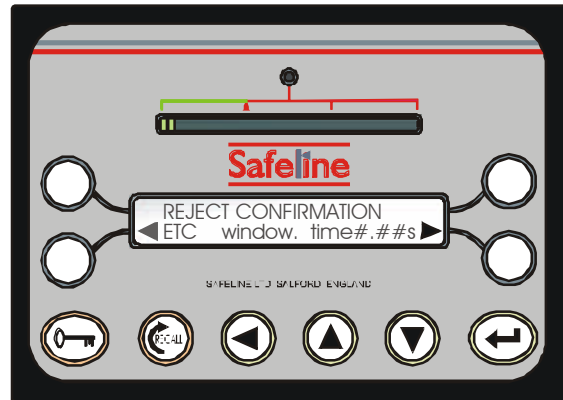 Safeline
REJECT CONFIRMATION
ETC window. time#.##s
SAFELINE LTD SALFORD ENGLAND
RECALL